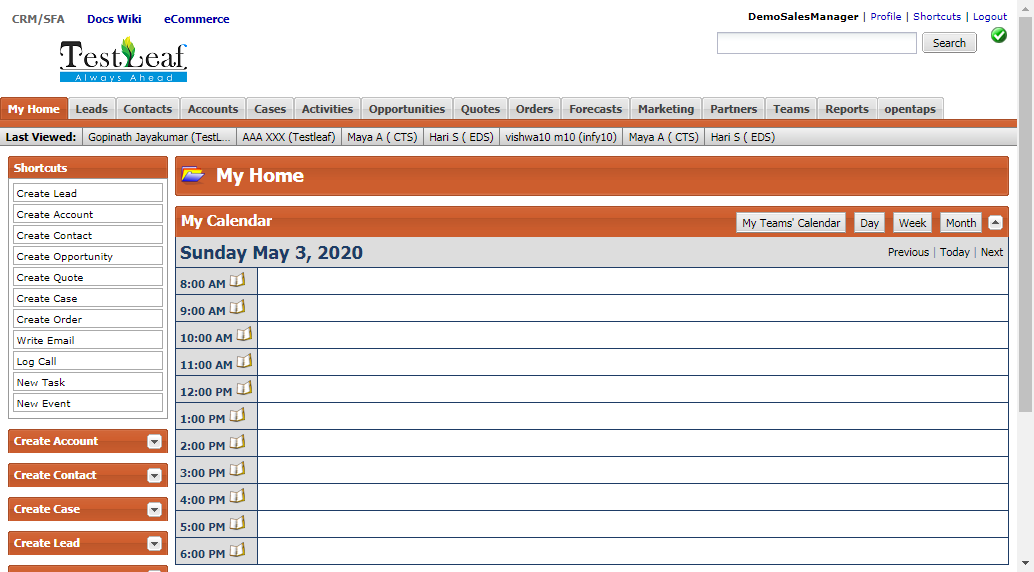 CRM/SFA Docs Wiki eCommerce
DemoSalesManager | Profile | Shortcuts | Logout
TestLeaf
Always Ahead
Search
My Home Leads Contacts Accounts Cases Activities Opportunities Quotes Orders Forecasts Marketing Partners Teams Reports opentaps
Last Viewed: Gopinath Jayakumar (TestL... AAA XXX (Testleaf) Maya A ( CTS) Hari S ( EDS) vishwa10 m10 (infy10) Maya A ( CTS) Hari S ( EDS)
Shortcuts
Create Lead
Create Account
Create Contact
Create Opportunity
Create Quote
Create Case
Create Order
Write Email
Log Call
New Task
New Event
Create Account
Create Contact
Create Case
Create Lead
My Home
My Calendar My Teams' Calendar Day Week Month
Sunday May 3, 2020 Previous | Today | Next
8:00 AM
9:00 AM
10:00 AM
11:00 AM
12:00 PM
1:00 PM
2:00 PM
3:00 PM
4:00 PM
5:00 PM
6:00 PM